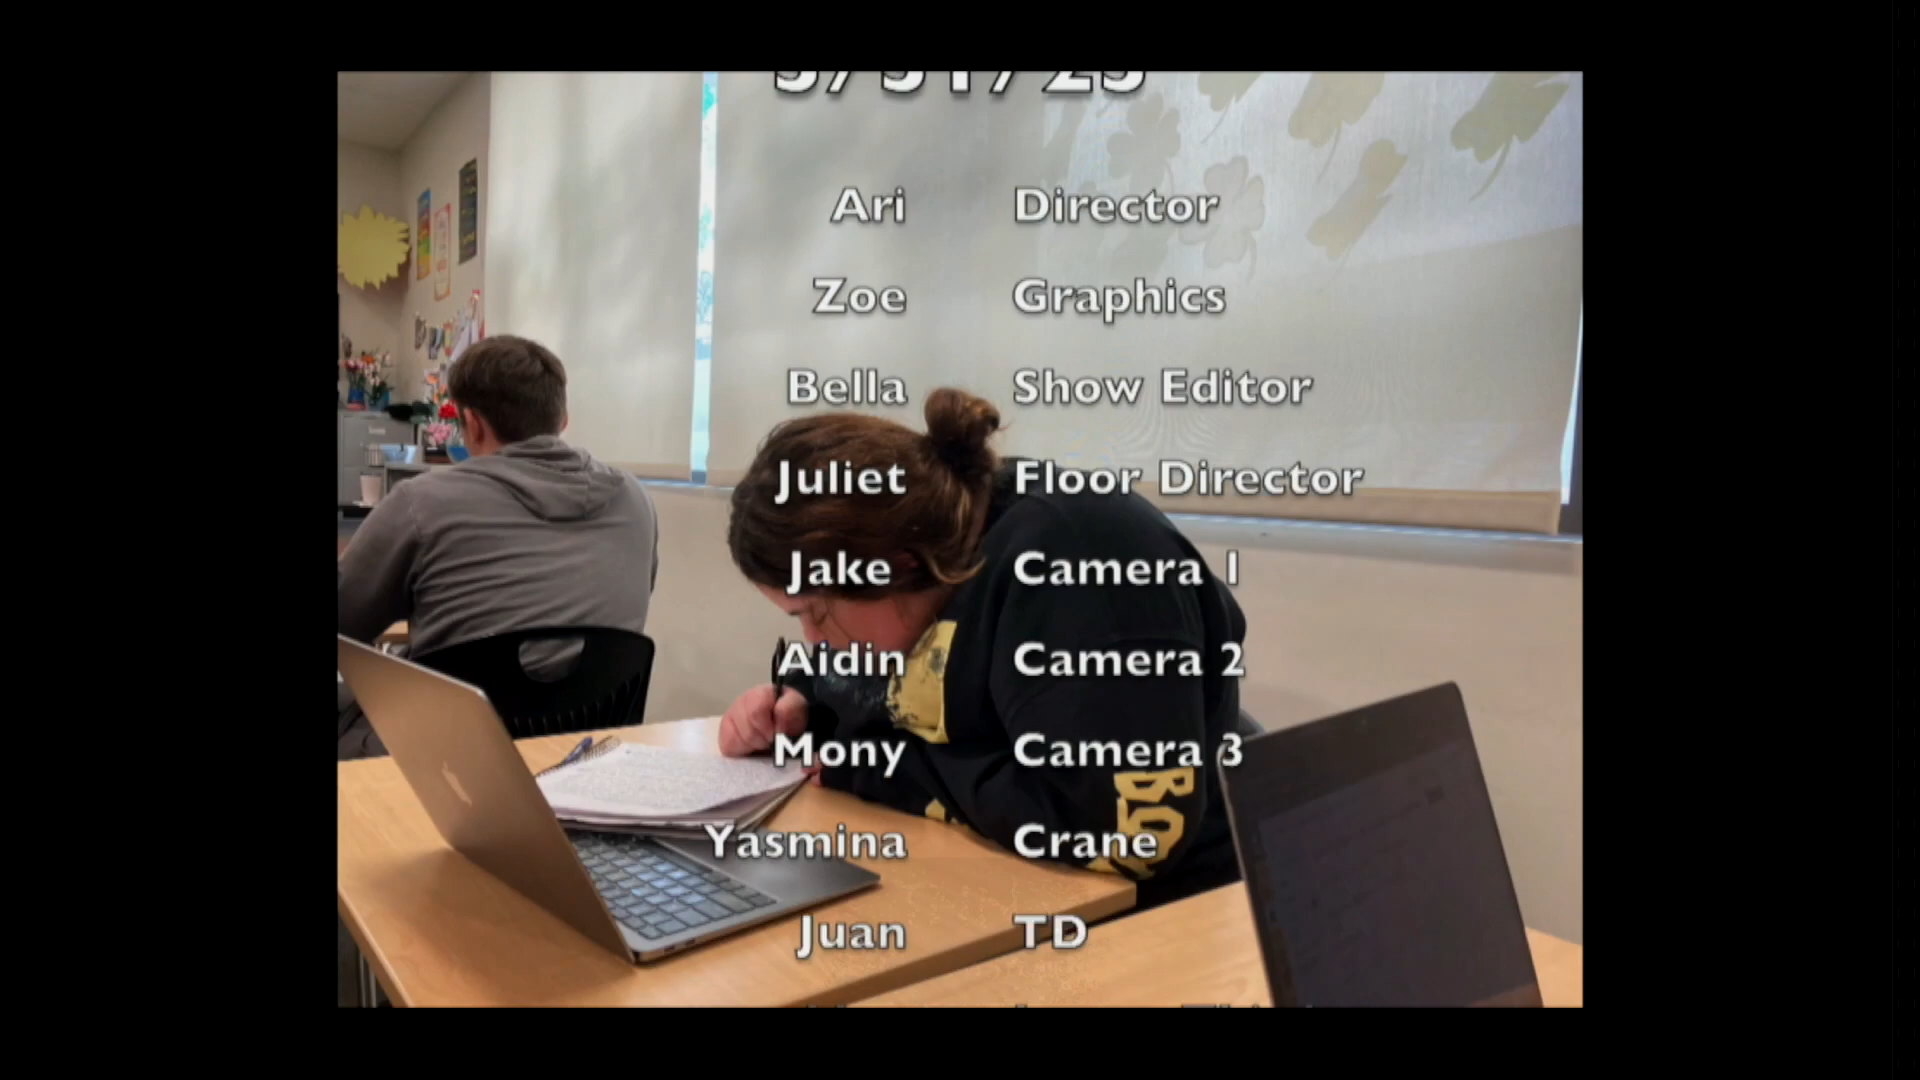 Ari Director
Zoe Graphics
Bella Show Editor
Juliet Floor Director
Jake Camera 1
Aidin Camera 2
Mony Camera 3
Yasmina Crane
Juan TD